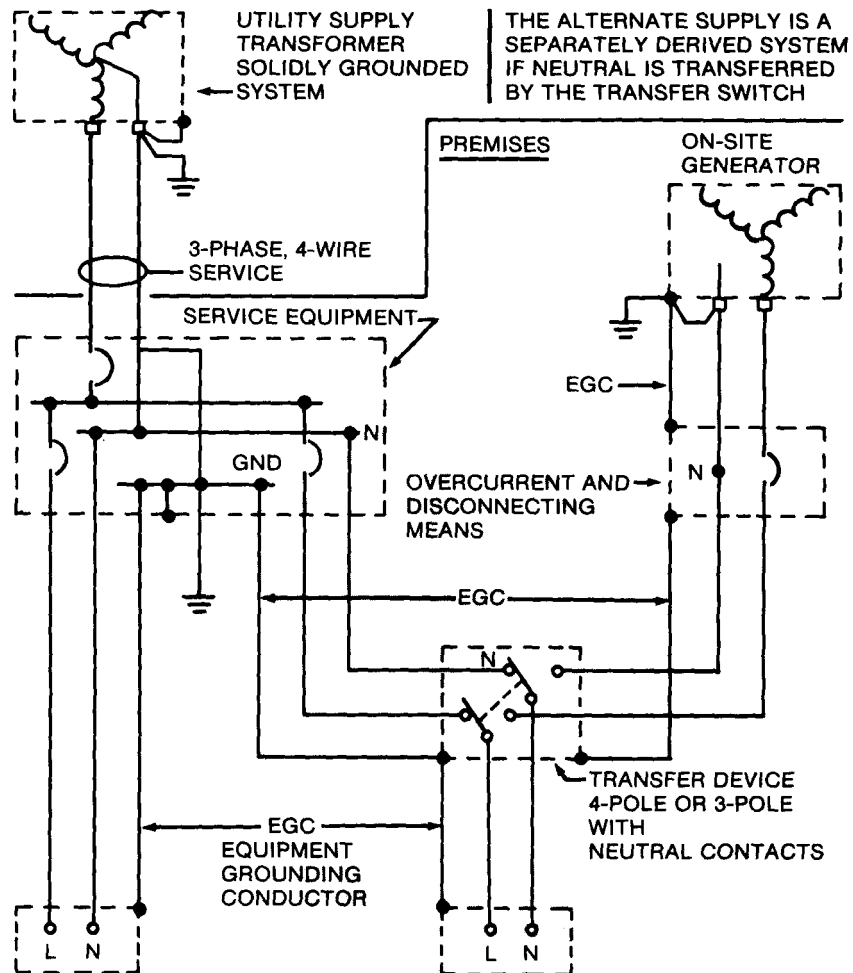 UTILITY SUPPLY
TRANSFORMER
SOLIDLY GROUNDED
SYSTEM
THE ALTERNATE SUPPLY IS A
SEPARATELY DERIVED SYSTEM
IF NEUTRAL IS TRANSFERRED
BY THE TRANSFER SWITCH
PREMISES
ON-SITE
GENERATOR
3-PHASE, 4-WIRE
SERVICE
SERVICE EQUIPMENT
EGC
N
GND
N
OVERCURRENT AND
DISCONNECTING
MEANS
EGC
N
TRANSFER DEVICE
4-POLE OR 3-POLE
WITH
NEUTRAL CONTACTS
EGC
EQUIPMENT
GROUNDING
CONDUCTOR
L N
L N